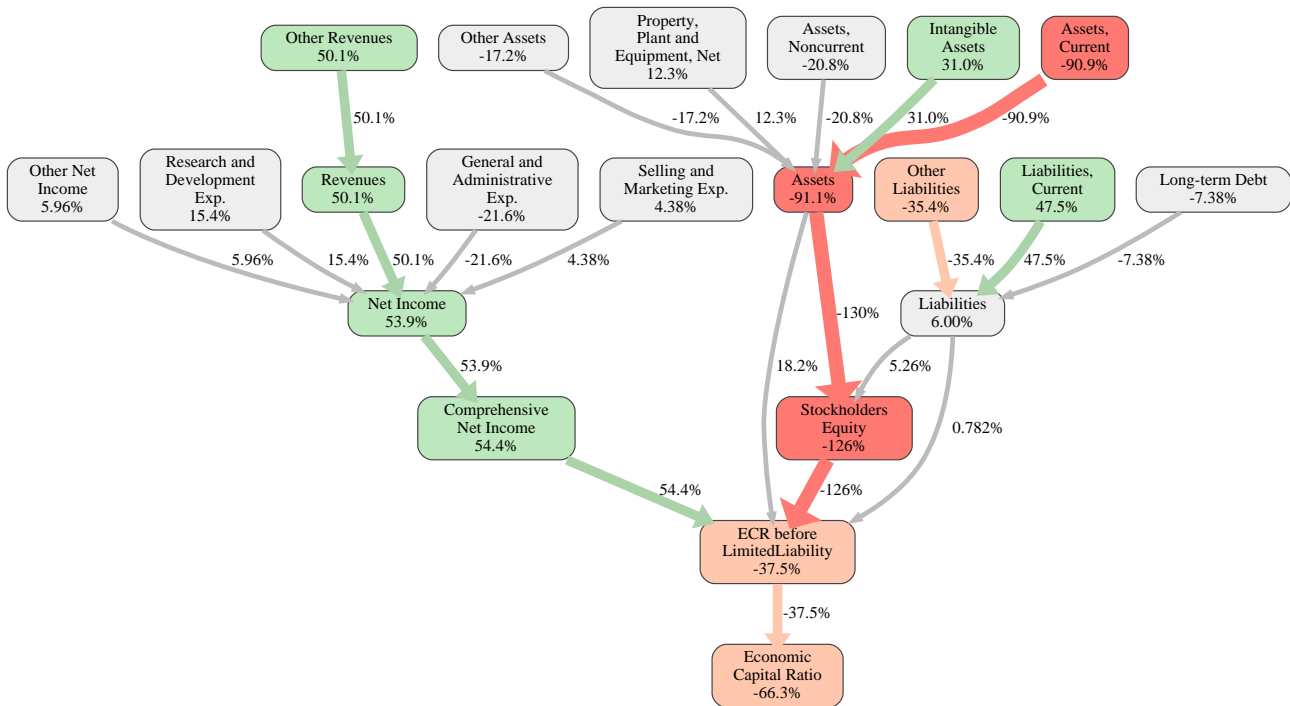 Other Revenues
50.1%
Other Assets
-17.2%
Property,
Plant and
Equipment, Net
12.3%
Assets,
Noncurrent
-20.8%
Intangible
Assets
31.0%
Assets,
Current
-90.9%
50.1%
-17.2%
12.3%
-20.8%
31.0%
-90.9%
Other Net
Income
5.96%
Research and
Development
Exp.
15.4%
Revenues
50.1%
General and
Administrative
Exp.
-21.6%
Selling and
Marketing Exp.
4.38%
Assets
-91.1%
Other
Liabilities
-35.4%
Liabilities,
Current
47.5%
Long-term Debt
-7.38%
5.96%
15.4%
50.1%
-21.6%
4.38%
-35.4%
47.5%
-7.38%
Net Income
53.9%
-130%
Liabilities
6.00%
53.9%
18.2%
5.26%
Comprehensive
Net Income
54.4%
Stockholders
Equity
-126%
0.782%
54.4%
-126%
ECR before
LimitedLiability
-37.5%
-37.5%
Economic
Capital Ratio
-66.3%